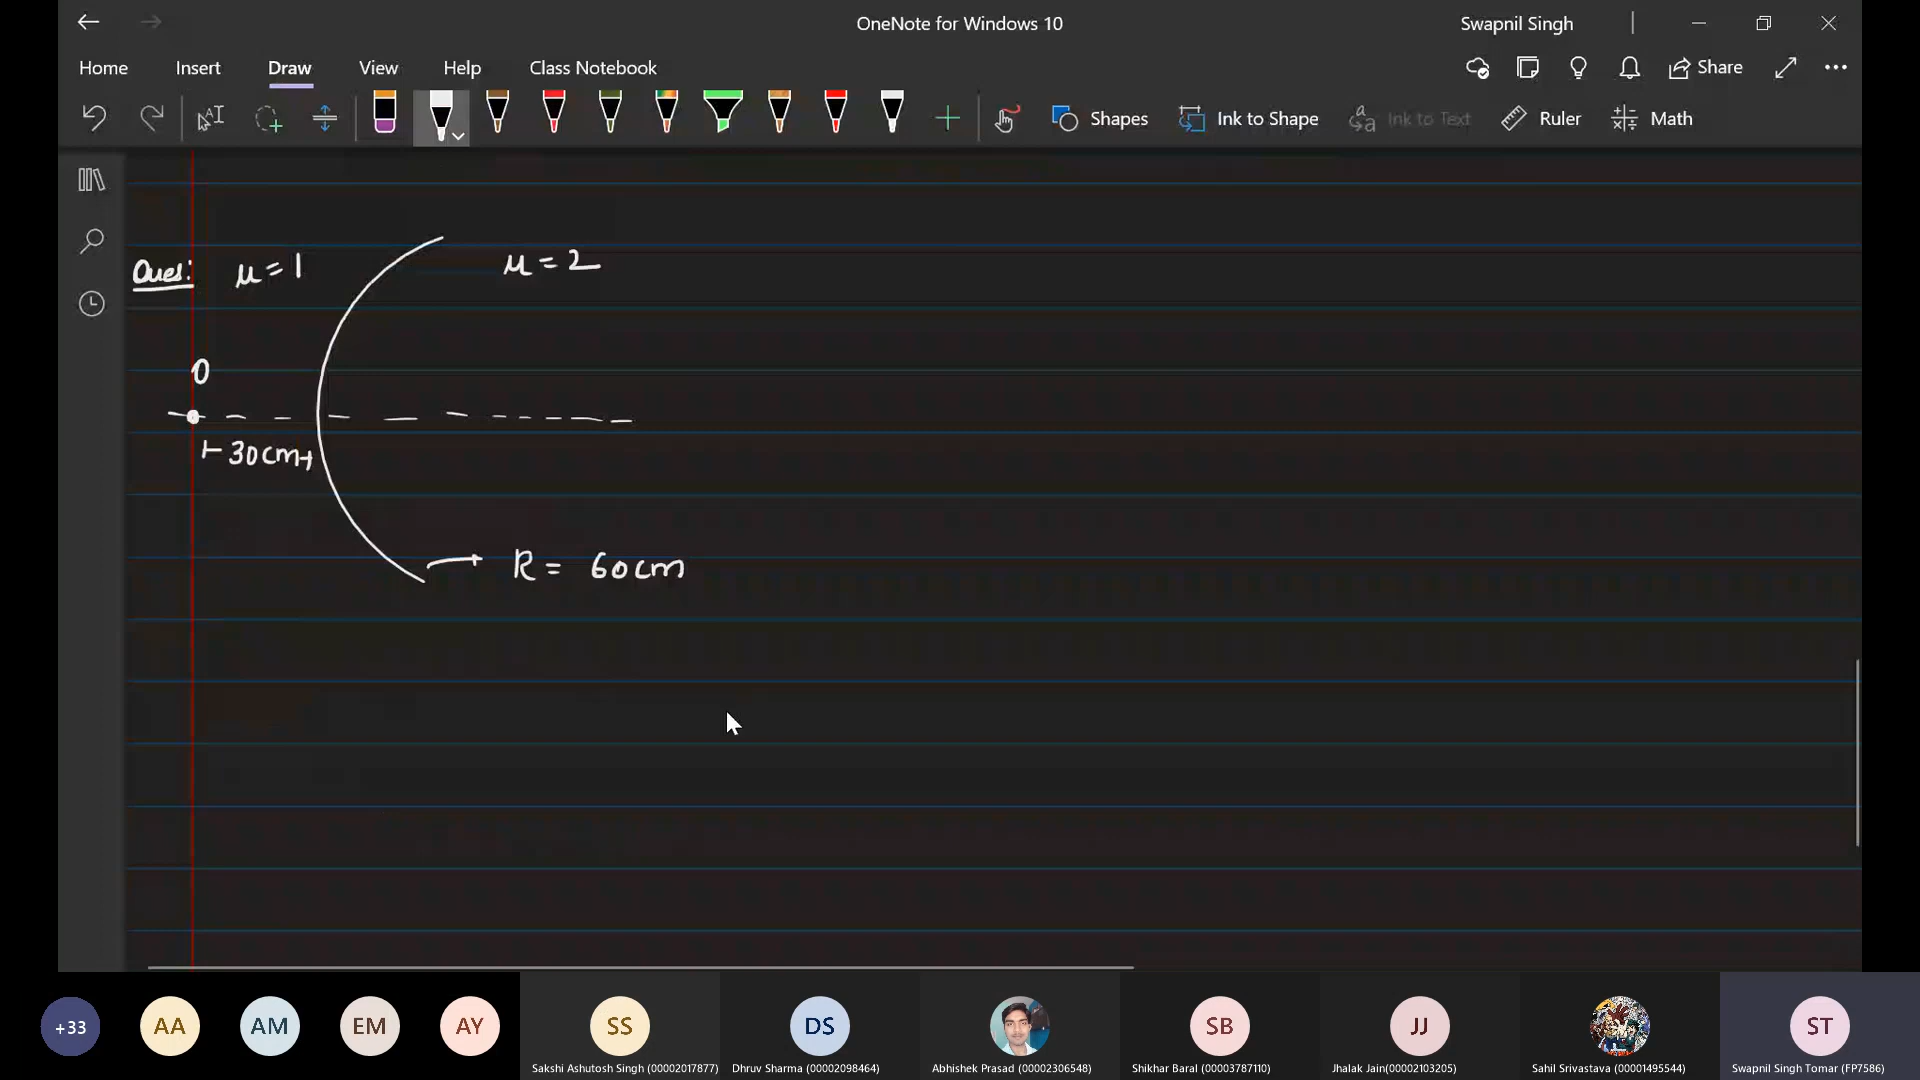 OneNote for Windows 10
Swapnil Singh
Home Insert Draw View Help Class Notebook
Share
Shapes Ink to Shape Ink to Text Ruler Math
Ques: μ=1 μ=2
O
30cm
R = 60cm
+33 AA AM EM AY SS DS SB JJ ST
Sakshi Ashutosh Singh (00002017877) Dhruv Sharma (00002098464) Abhishek Prasad (00002306548) Shikhar Baral (00003787110) Jhalak Jain(00002103205) Sahil Srivastava (00001495544) Swapnil Singh Tomar (FP7586)